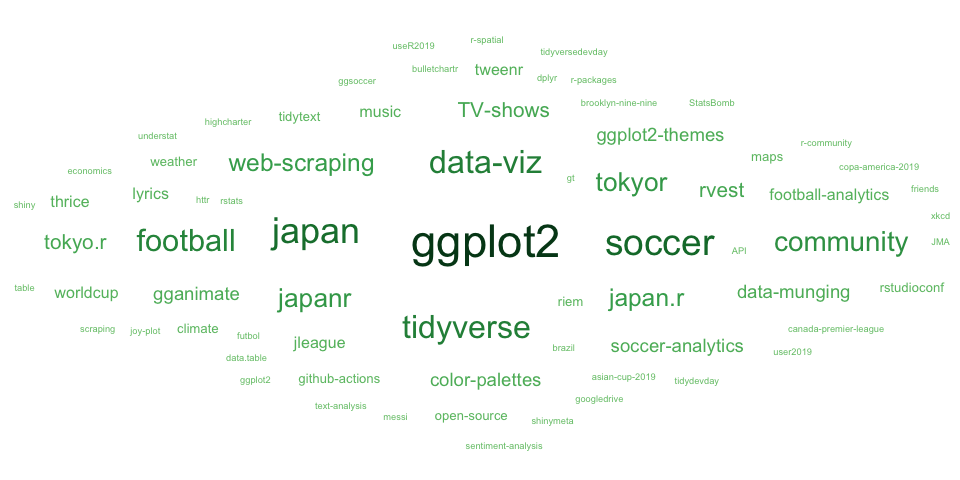 r-spatial
useR2019
tidyversedevday
bulletchartr
tweenr
ggsoccer
dplyr
r-packages
brooklyn-nine-nine
StatsBomb
music
TV-shows
tidytext
highcharter
understat
ggplot2-themes
r-community
weather
web-scraping
data-viz
maps
copa-america-2019
economics
gt
tokyor
rvest
football-analytics
friends
lyrics
thrice
shiny
httr
rstats
xkcd
tokyo.r
football
japan
ggplot2
soccer
API
community
JMA
table
worldcup
gganimate
japanr
riem
japan.r
data-munging
rstudioconf
scraping
joy-plot
climate
futbol
tidyverse
canada-premier-league
jleague
brazil
soccer-analytics
user2019
data.table
ggplot2
github-actions
color-palettes
asian-cup-2019
tidydevday
googledrive
text-analysis
messi
open-source
shinymeta
sentiment-analysis